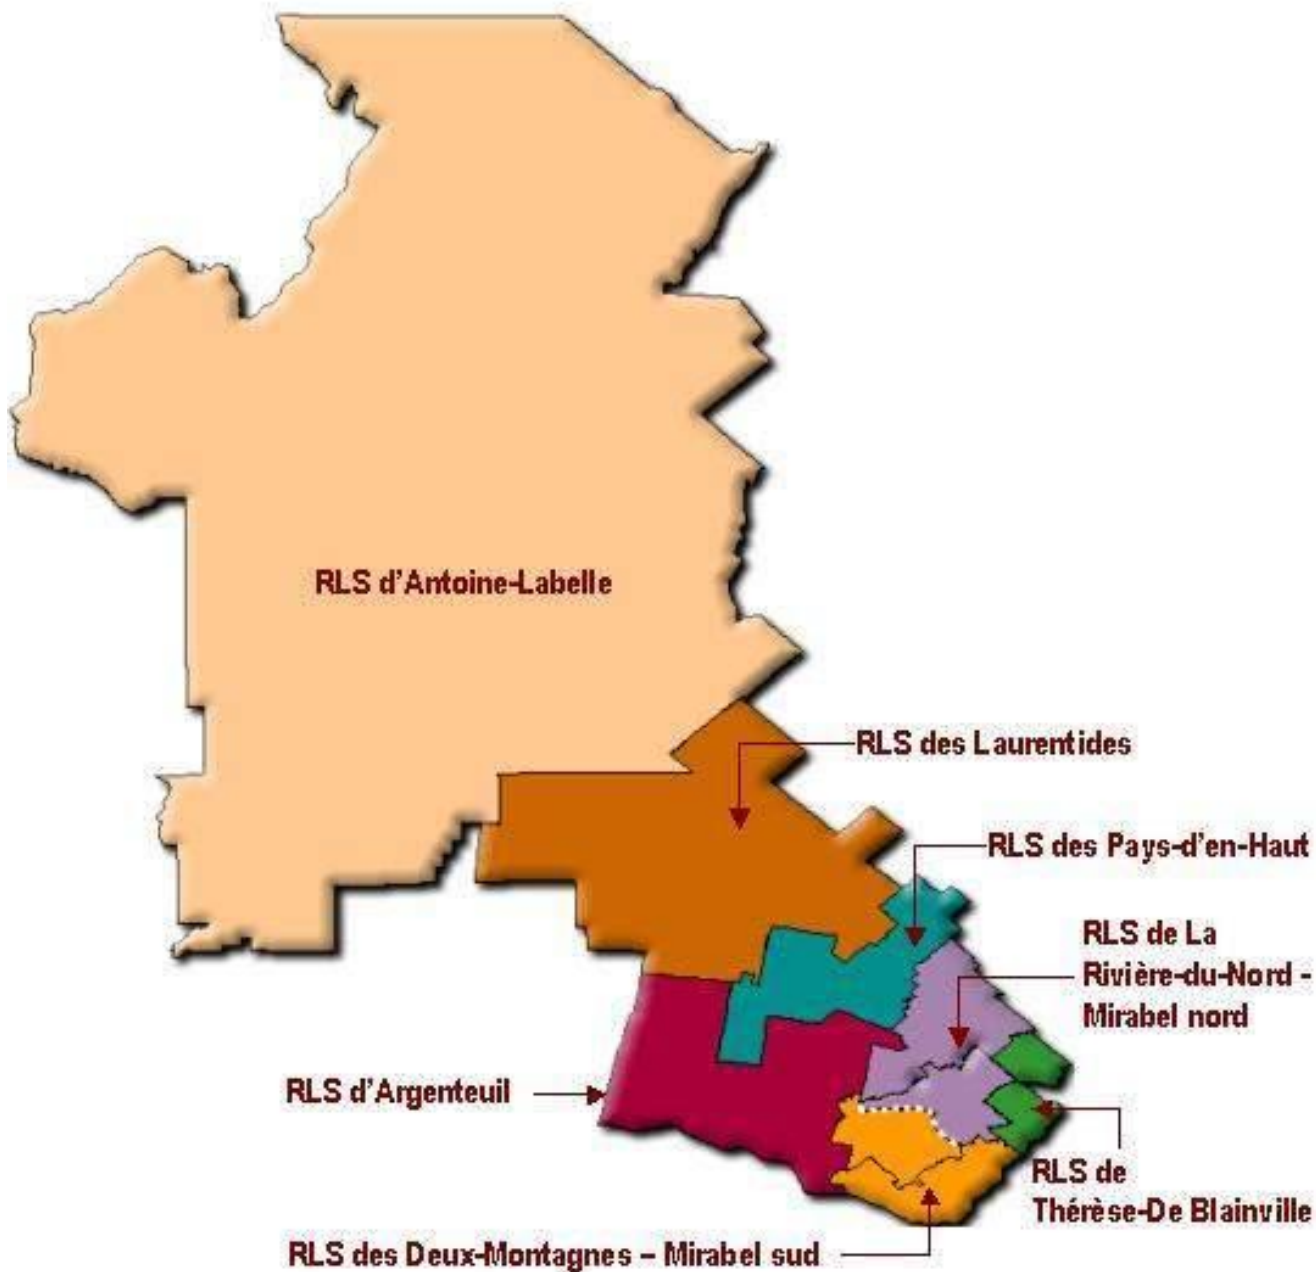 RLS d'Antoine-Labelle
RLS des Laurentides
RLS des Pays-d'en-Haut
RLS de La
Rivière-du-Nord -
Mirabel nord
RLS d'Argenteuil
RLS de
Thérèse-De Blainville
RLS des Deux-Montagnes – Mirabel sud